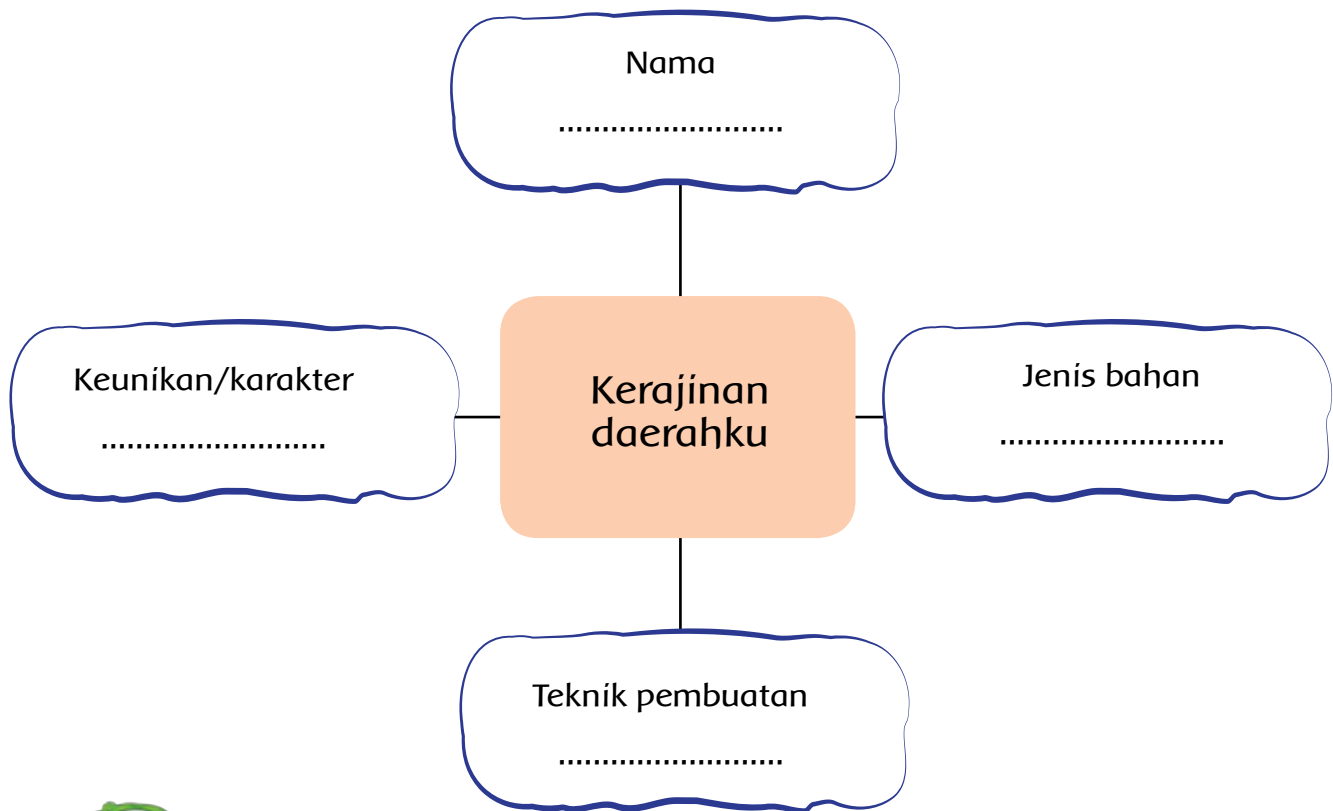 Nama
..........................
Keunikan/karakter
..........................
Kerajinan
daerahku
Jenis bahan
..........................
Teknik pembuatan
..........................